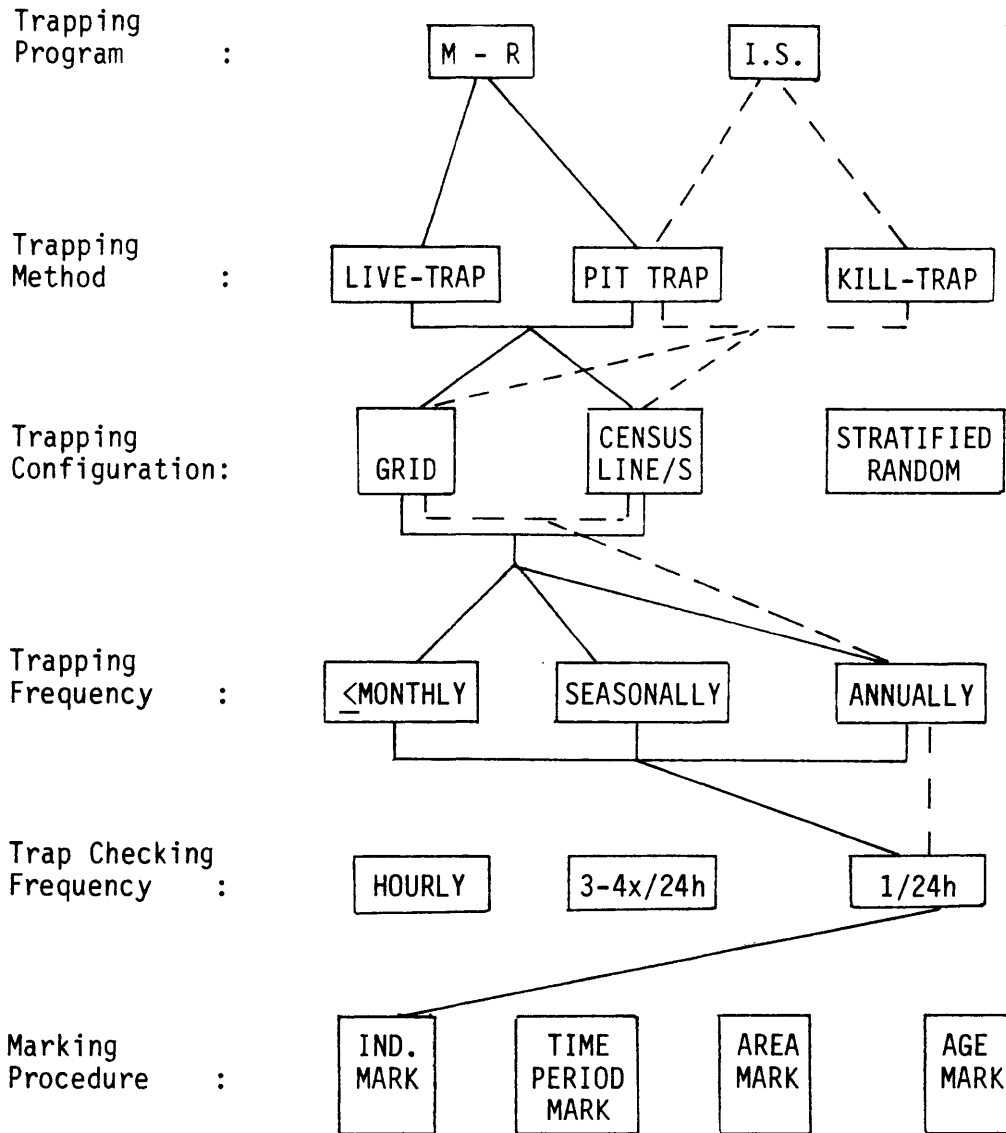 Trapping
Program :
M - R
I.S.
Trapping
Method :
LIVE-TRAP
PIT TRAP
KILL-TRAP
Trapping
Configuration:
GRID
CENSUS
LINE/S
STRATIFIED
RANDOM
Trapping
Frequency :
≤MONTHLY
SEASONALLY
ANNUALLY
Trap Checking
Frequency :
HOURLY
3-4x/24h
1/24h
Marking
Procedure :
IND.
MARK
TIME
PERIOD
MARK
AREA
MARK
AGE
MARK